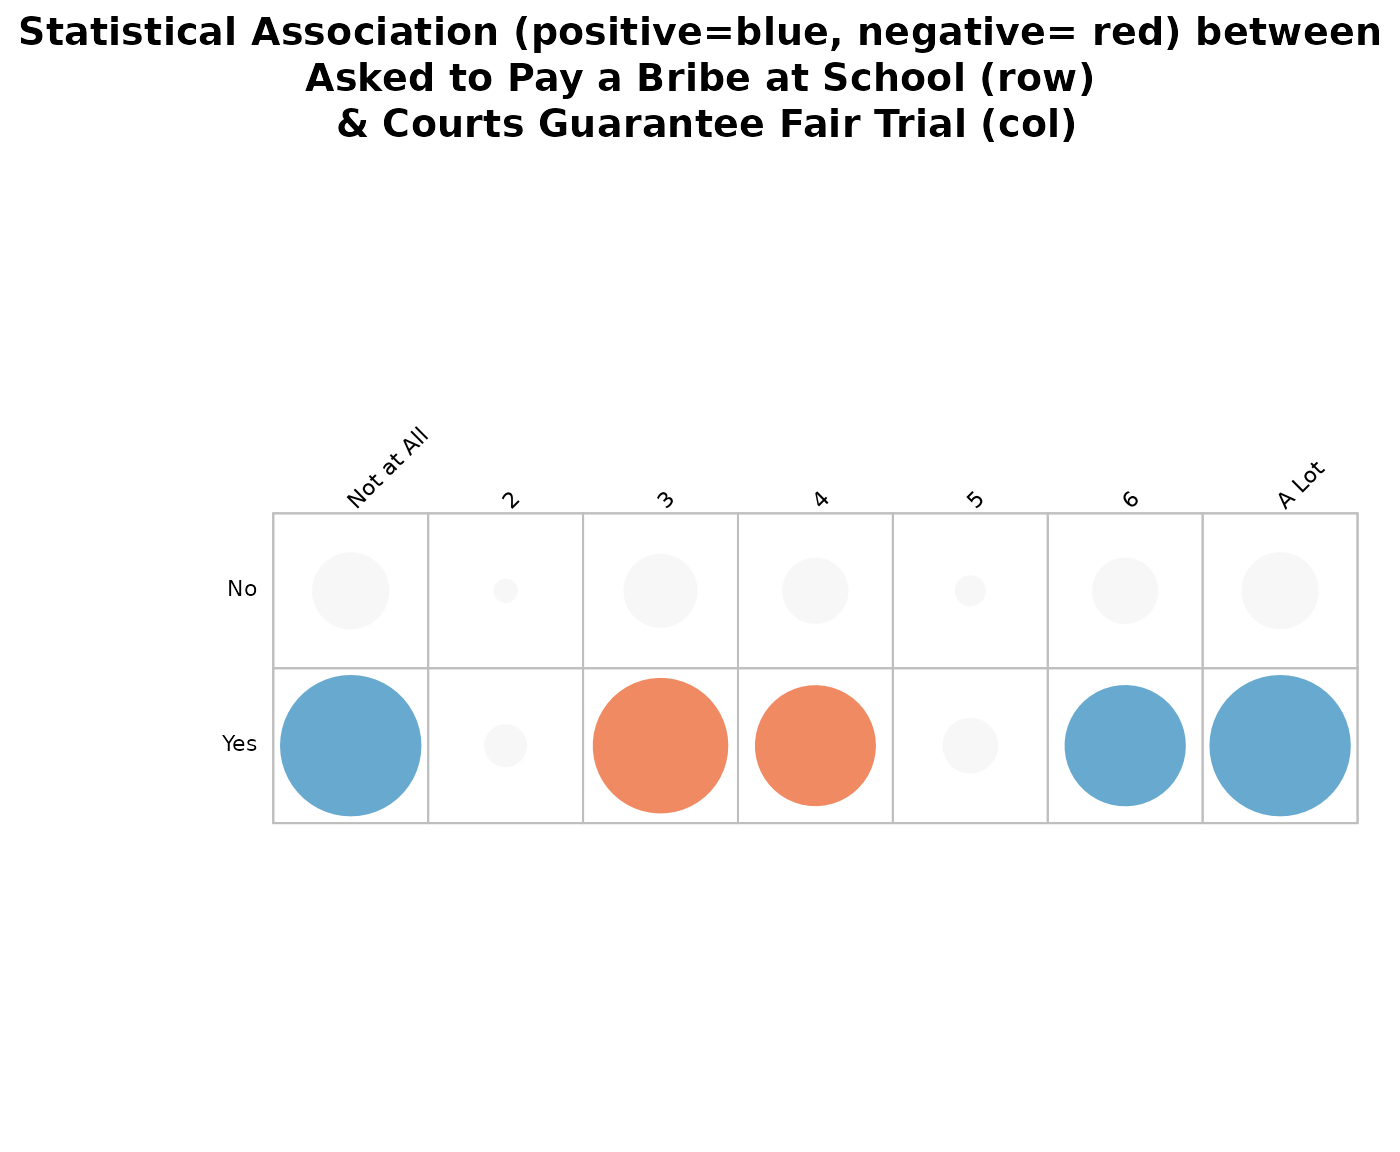 Statistical Association (positive=blue, negative= red) between
Asked to Pay a Bribe at School (row)
& Courts Guarantee Fair Trial (col)
Not at All
2
3
4
5
6
A Lot
No
Yes